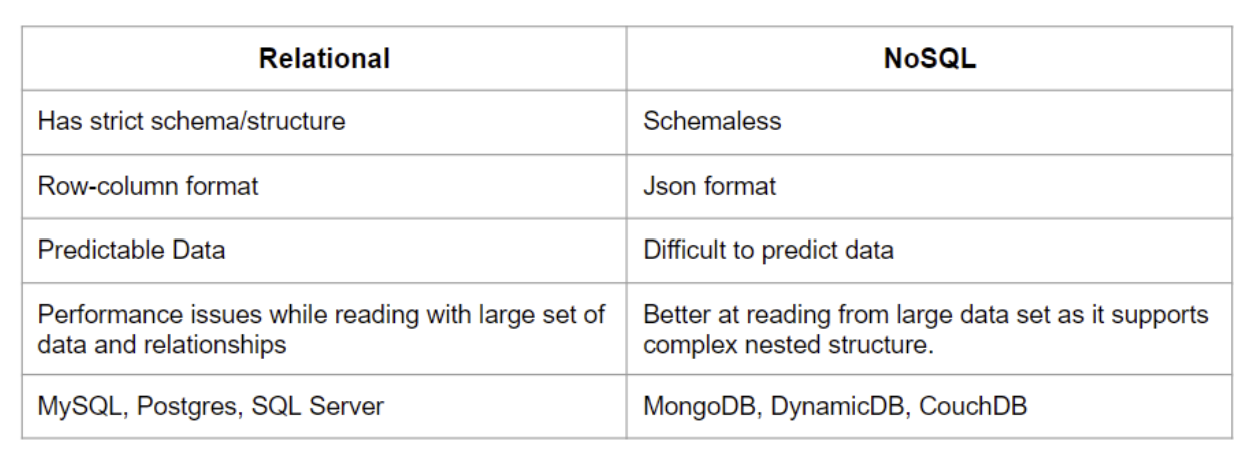 Relational
NoSQL
Has strict schema/structure
Schemaless
Row-column format
Json format
Predictable Data
Difficult to predict data
Performance issues while reading with large set of
data and relationships
Better at reading from large data set as it supports
complex nested structure.
MySQL, Postgres, SQL Server
MongoDB, DynamicDB, CouchDB